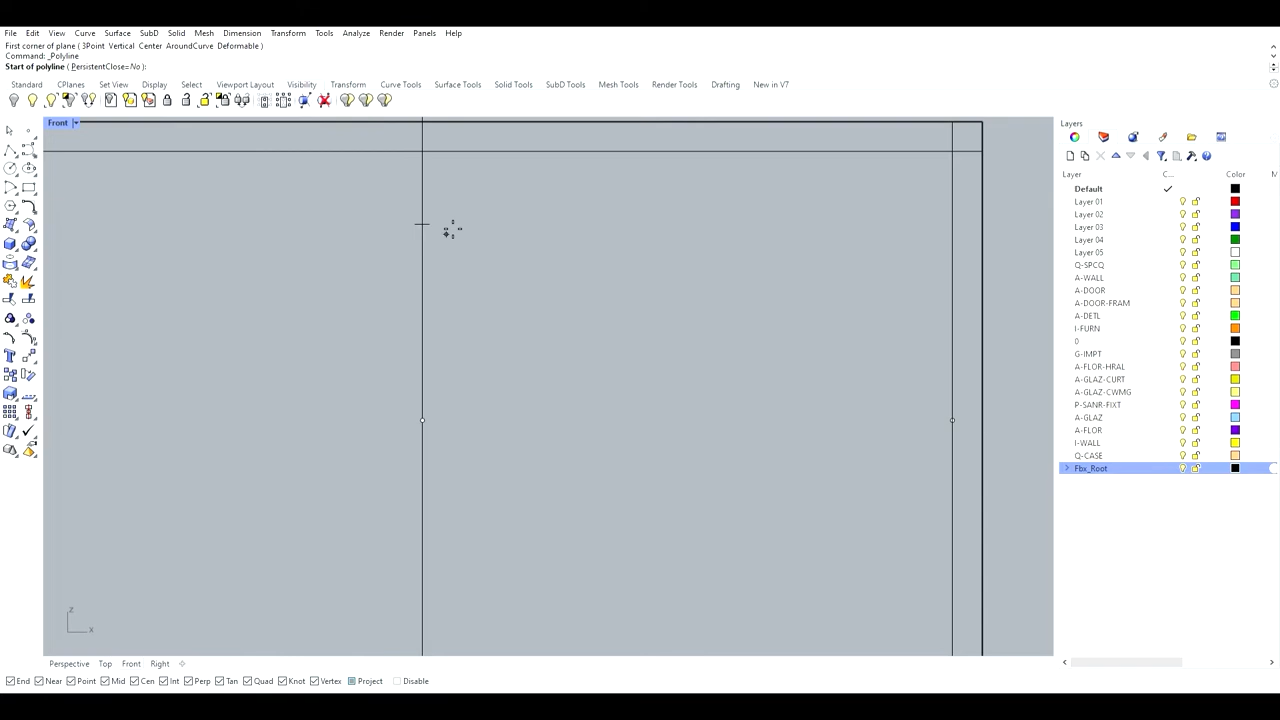 File Edit View Curve Surface SubD Solid Mesh Dimension Transform Tools Analyze Render Panels Help
First corner of plane ( 3Point Vertical Center AroundCurve Deformable )
Command: _Polyline
Start of polyline ( PersistentClose=No ):
Standard CPlanes Set View Display Select Viewport Layout Visibility Transform Curve Tools Surface Tools Solid Tools SubD Tools Mesh Tools Render Tools Drafting New in V7
Front
Layers
Layer C... Color M
Default
Layer 01
Layer 02
Layer 03
Layer 04
Layer 05
Q-SPCQ
A-WALL
A-DOOR
A-DOOR-FRAM
A-DETL
I-FURN
0
G-IMPT
A-FLOR-HRAL
A-GLAZ-CURT
A-GLAZ-CWMG
P-SANR-FIXT
A-GLAZ
A-FLOR
I-WALL
Q-CASE
Fbx_Root
z
x
Perspective Top Front Right
End Near Point Mid Cen Int Perp Tan Quad Knot Vertex Project Disable